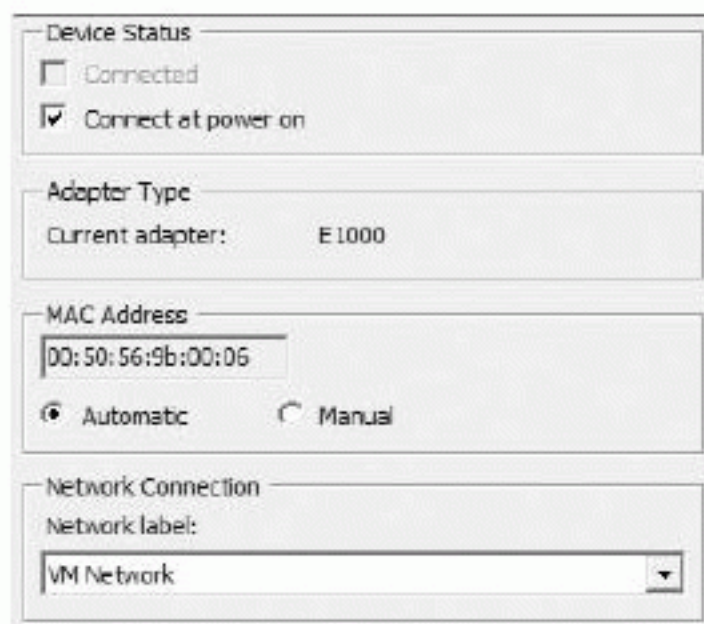 Device Status
Connected
Connect at power on
Adapter Type
Current adapter: E1000
MAC Address
00:50:56:9b:00:06
Automatic Manual
Network Connection
Network label:
VM Network